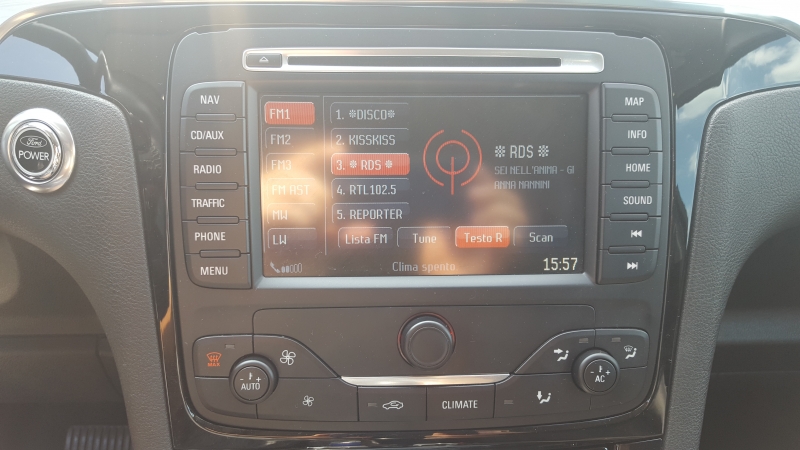 NAV
CD/AUX
RADIO
TRAFFIC
PHONE
MENU
Ford
POWER
FM1
FM2
FM3
FM AST
MW
LW
1. *DISCO*
2. KISSKISS
3. * RDS *
4. RTL102.5
5. REPORTER
* RDS *
SEI NELL'ANIMA - GI
ANNA NANNINI
Lista FM
Tune
Testo R
Scan
Clima spento
15:57
MAP
INFO
HOME
SOUND
MAX
AUTO
CLIMATE
AC